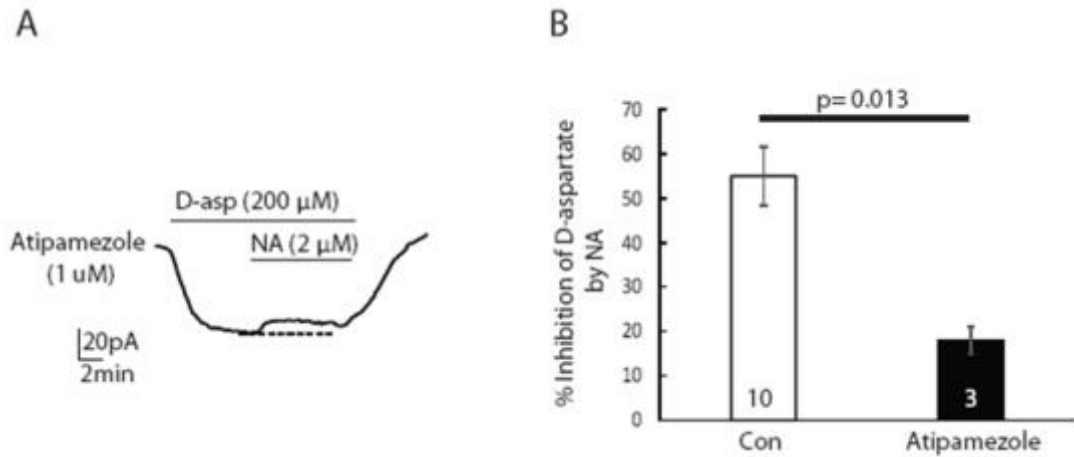 A
D-asp (200 µM)
Atipamezole
(1 uM)
NA (2 µM)
20pA
2min
B
% Inhibition of D-aspartate
by NA
p= 0.013
70
60
50
40
30
20
10
0
10
3
Con
Atipamezole